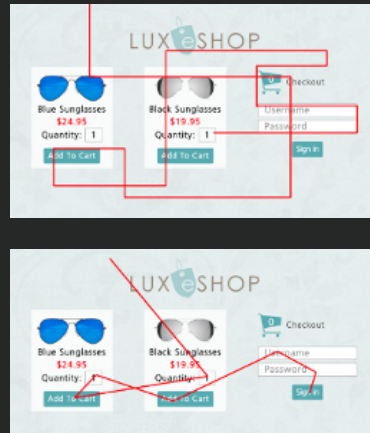 LUX eSHOP
Blue Sunglasses
$24.95
Quantity: 1
Add To Cart
Black Sunglasses
$19.95
Quantity: 1
Add To Cart
0 Checkout
Username
Password
Sign in
LUX eSHOP
Blue Sunglasses
$24.95
Quantity: 1
Add To Cart
Black Sunglasses
$19.95
Quantity: 1
Add To Cart
0 Checkout
Username
Password
Sign in